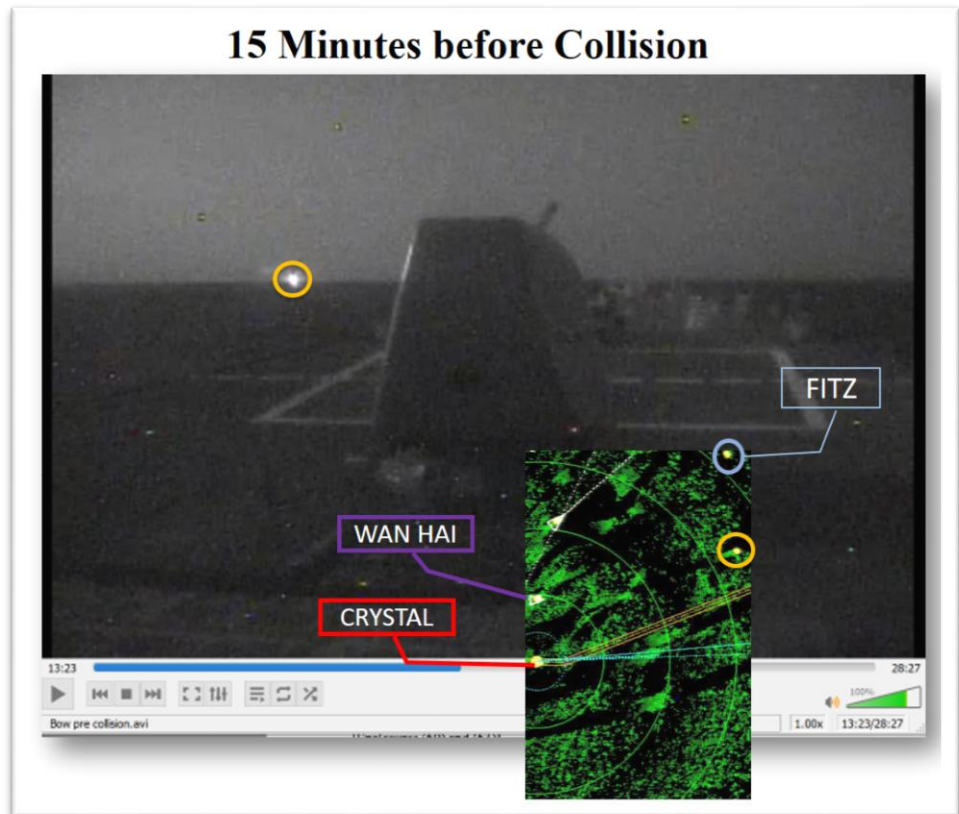 15 Minutes before Collision
FITZ
WAN HAI
CRYSTAL
13:23
28:27
100%
Bow pre collision.avi
1.00x
13:23/28:27